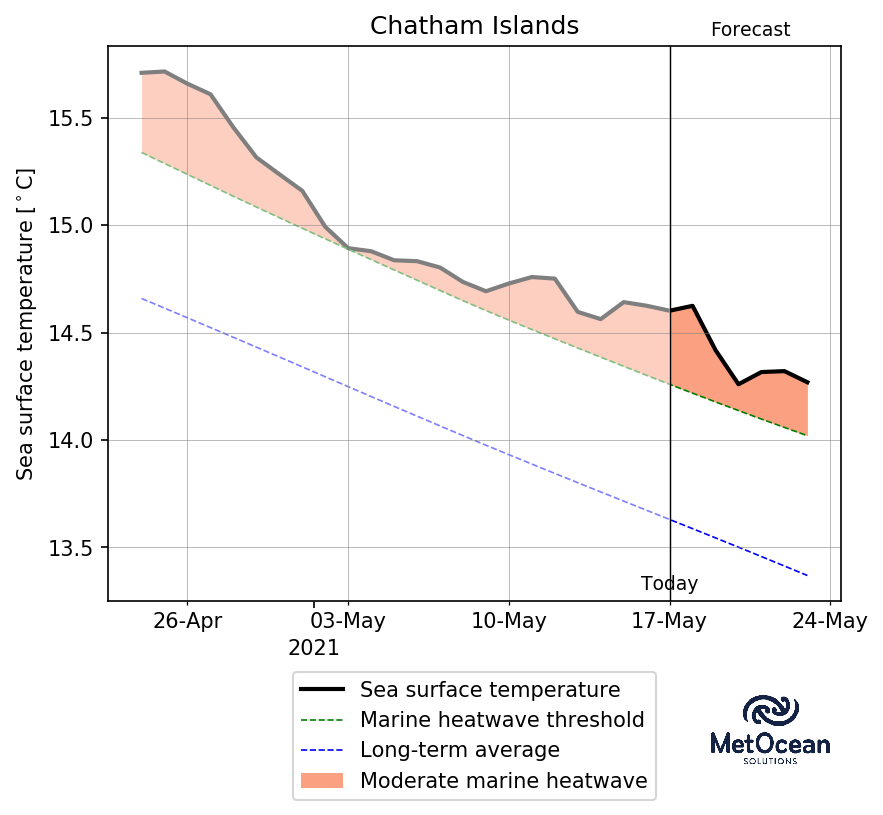 Chatham Islands
Forecast
Sea surface temperature [°C]
15.5
15.0
14.5
14.0
13.5
Today
26-Apr
03-May
10-May
17-May
24-May
2021
Sea surface temperature
Marine heatwave threshold
Long-term average
Moderate marine heatwave
MetOcean
SOLUTIONS